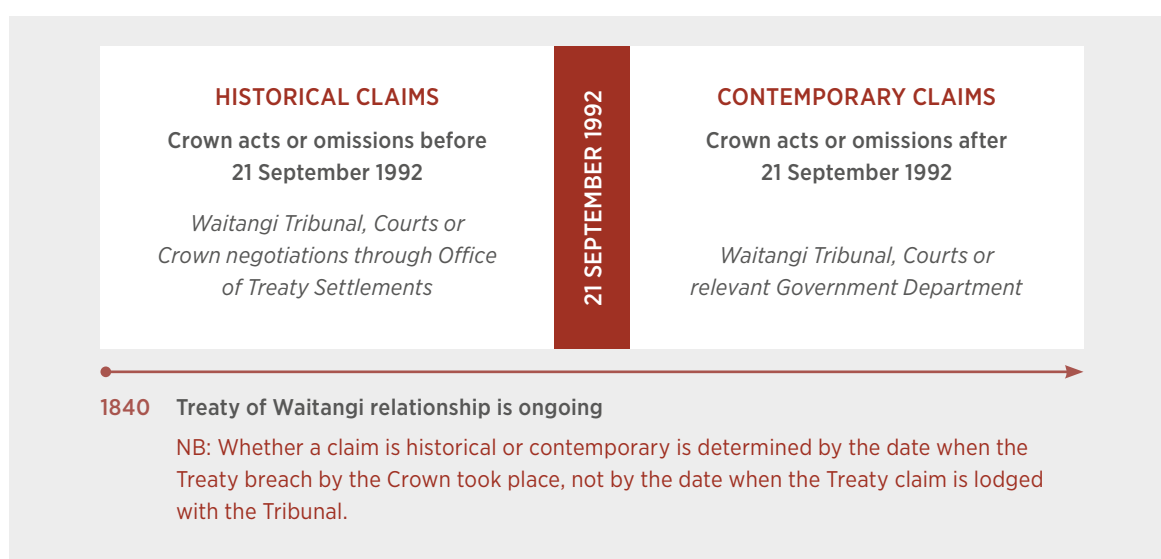 HISTORICAL CLAIMS
Crown acts or omissions before
21 September 1992
Waitangi Tribunal, Courts or
Crown negotiations through Office
of Treaty Settlements
21 SEPTEMBER 1992
CONTEMPORARY CLAIMS
Crown acts or omissions after
21 September 1992
Waitangi Tribunal, Courts or
relevant Government Department
1840 Treaty of Waitangi relationship is ongoing
NB: Whether a claim is historical or contemporary is determined by the date when the
Treaty breach by the Crown took place, not by the date when the Treaty claim is lodged
with the Tribunal.